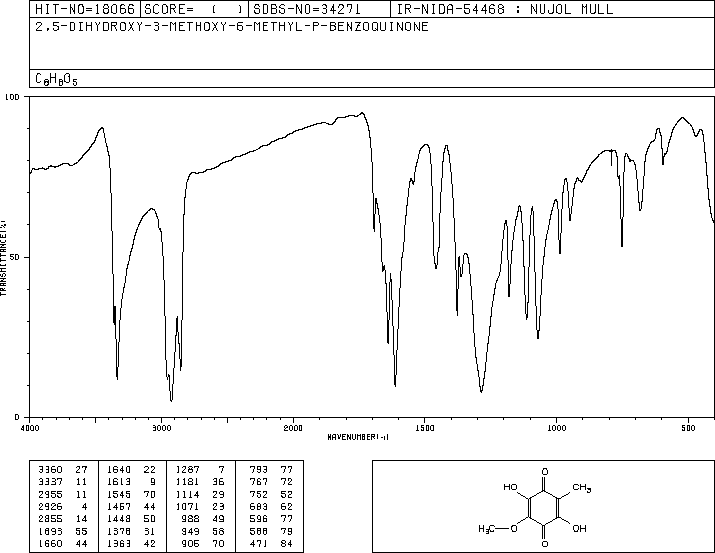 HIT-NO=18066 SCORE= ( ) SDBS-NO=34271 IR-NIDA-54468 : NUJOL MULL
2,5-DIHYDROXY-3-METHOXY-6-METHYL-P-BENZOQUINONE
C8H8O5
100
50
0
TRANSMITTANCE(%)
4000 3000 2000 1500 1000 500
WAVENUMBER(-1)
3360 27 1640 22 1287 7 793 77
3337 11 1613 9 1181 36 767 72
2955 11 1545 70 1114 29 752 52
2926 4 1457 44 1071 23 683 62
2855 14 1448 50 988 49 596 77
1693 55 1378 31 949 58 588 79
1660 44 1363 42 905 70 471 84
O
HO CH3
H3C O OH
O